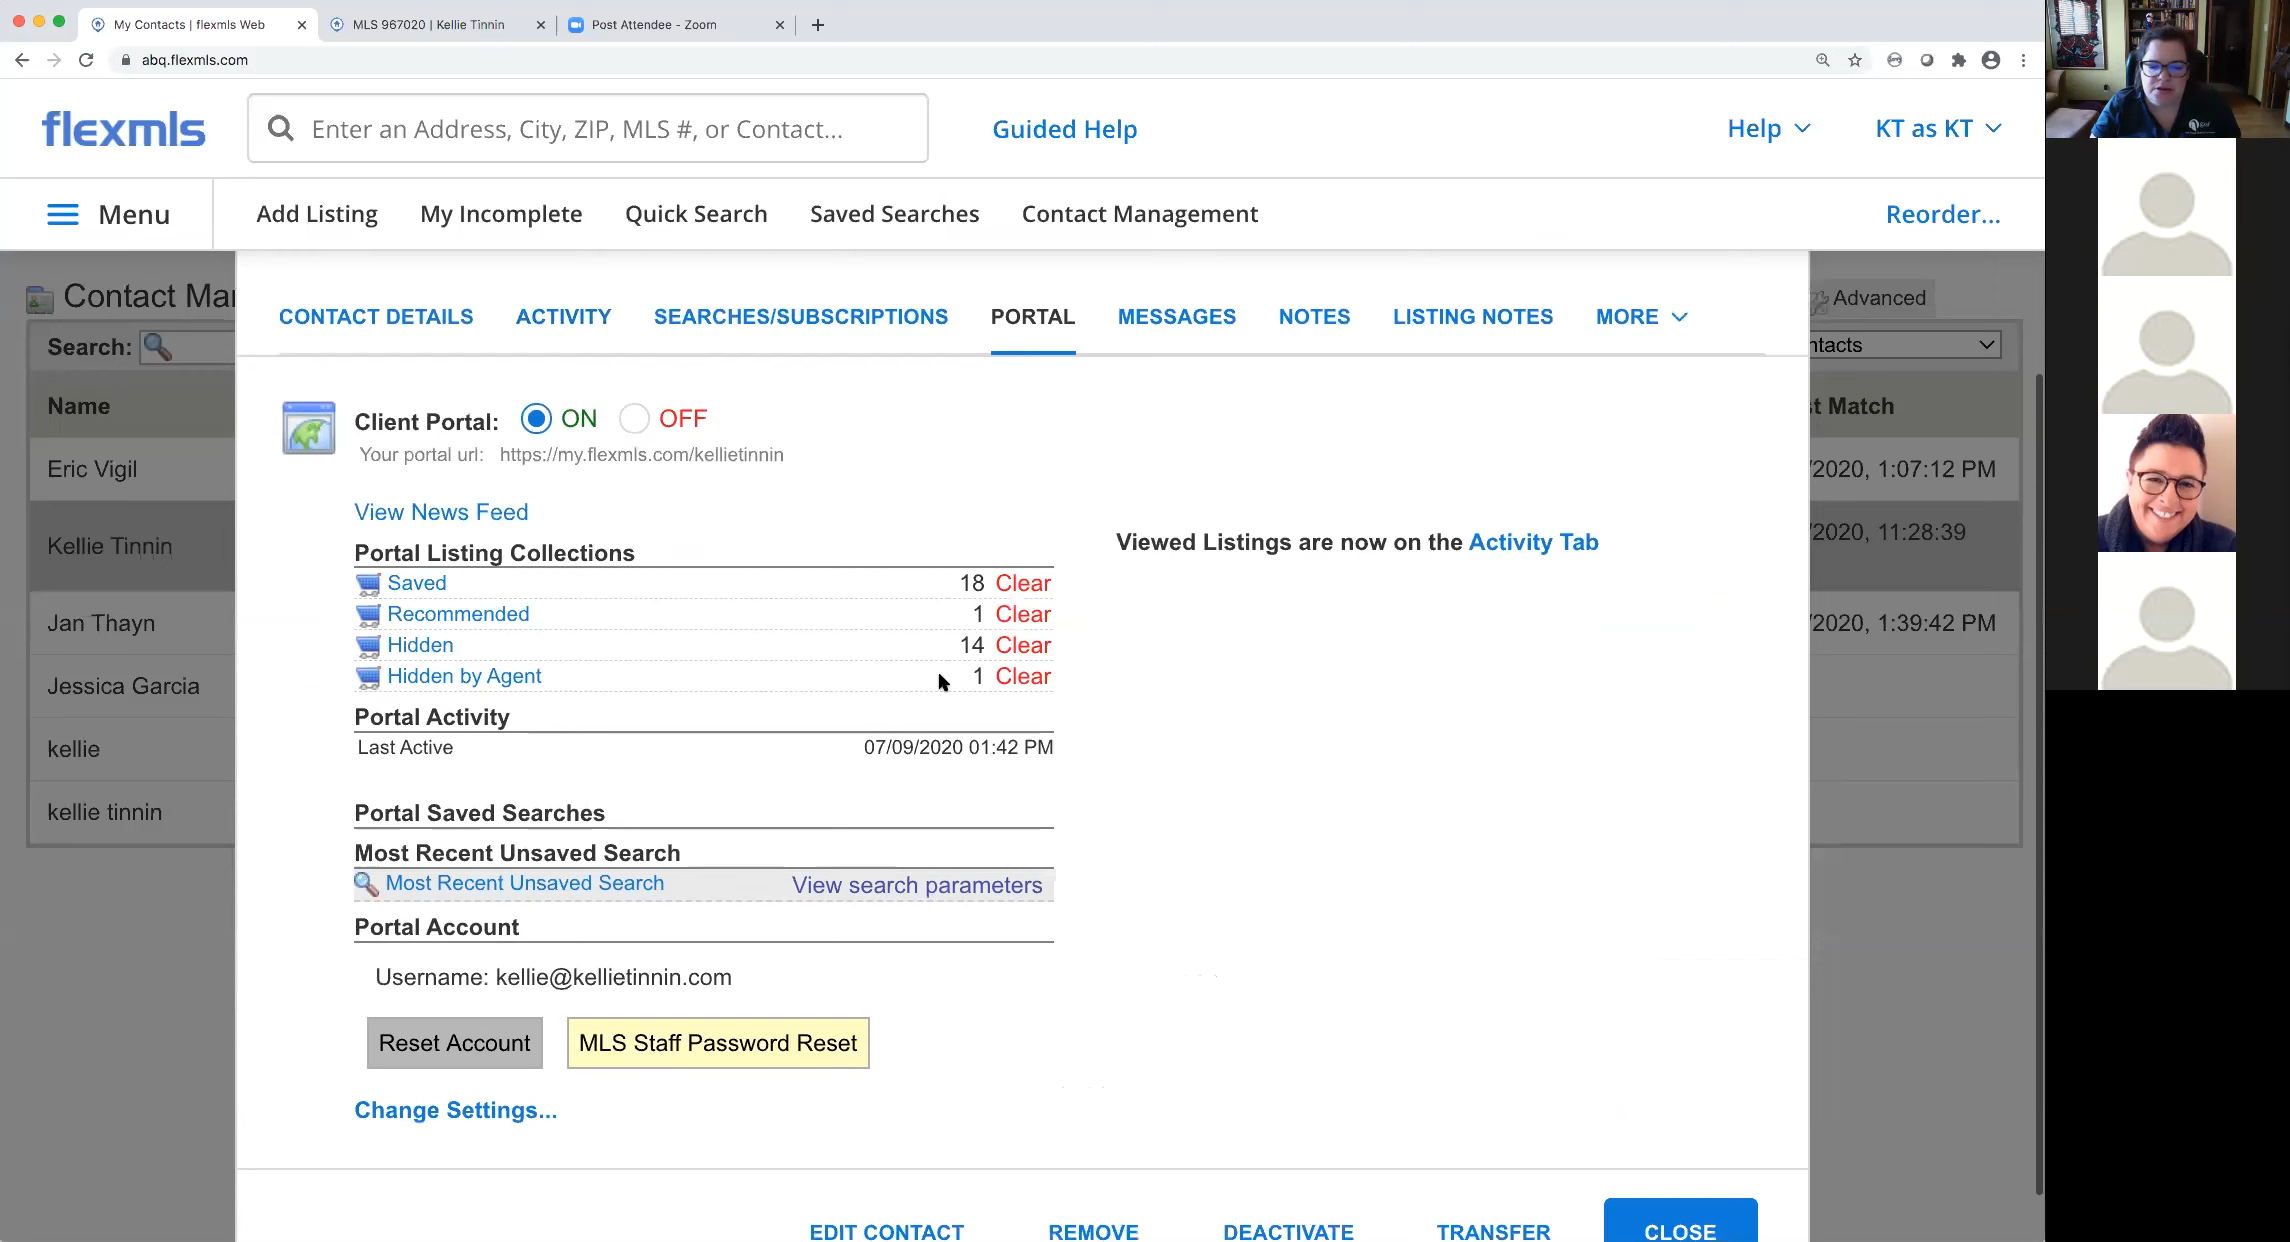 My Contacts | flexmls Web
MLS 967020 | Kellie Tinnin
Post Attendee - Zoom
abq.flexmls.com
flexmls
Enter an Address, City, ZIP, MLS #, or Contact...
Guided Help
Help
KT as KT
Menu
Add Listing
My Incomplete
Quick Search
Saved Searches
Contact Management
Reorder...
Contact Mar
Advanced
CONTACT DETAILS
ACTIVITY
SEARCHES/SUBSCRIPTIONS
PORTAL
MESSAGES
NOTES
LISTING NOTES
MORE
Search:
ntacts
Name
t Match
Eric Vigil
/2020, 1:07:12 PM
Kellie Tinnin
/2020, 11:28:39
Jan Thayn
/2020, 1:39:42 PM
Jessica Garcia
kellie
kellie tinnin
Client Portal: ON OFF
Your portal url: https://my.flexmls.com/kellietinnin
View News Feed
Portal Listing Collections
Saved 18 Clear
Recommended 1 Clear
Hidden 14 Clear
Hidden by Agent 1 Clear
Viewed Listings are now on the Activity Tab
Portal Activity
Last Active 07/09/2020 01:42 PM
Portal Saved Searches
Most Recent Unsaved Search
Most Recent Unsaved Search View search parameters
Portal Account
Username: kellie@kellietinnin.com
Reset Account
MLS Staff Password Reset
Change Settings...
EDIT CONTACT
REMOVE
DEACTIVATE
TRANSFER
CLOSE